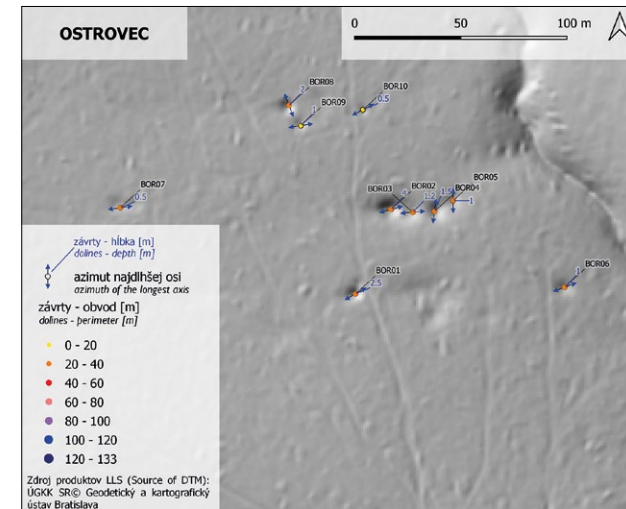 OSTROVEC
0 50 100 m
BOR08
2
BOR09
1
BOR10
0.5
BOR07
0.5
BOR05
BOR03
BOR02
BOR04
4
1.2
1.5
1
BOR01
2.5
BOR06
1
závrty - hĺbka [m]
dolines - depth [m]
azimut najdlhšej osi
azimuth of the longest axis
závrty - obvod [m]
dolines - perimeter [m]
0 - 20
20 - 40
40 - 60
60 - 80
80 - 100
100 - 120
120 - 133
Zdroj produktov LLS (Source of DTM):
ÚGKK SR© Geodetický a kartografický
ústav Bratislava